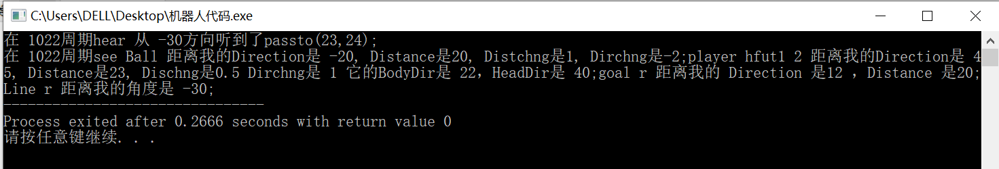 C:\Users\DELL\Desktop\机器人代码.exe
在 1022周期hear 从 -30方向听到了passto(23,24);
在 1022周期see Ball 距离我的Direction是 -20, Distance是20, Distchng是1, Dirchng是-2;player hfut1 2 距离我的Direction是 4
5, Distance是23, Dischng是0.5 Dirchng是 1 它的BodyDir是 22，HeadDir是 40;goal r 距离我的 Direction 是12 ，Distance 是20;
Line r 距离我的角度是 -30;
--------------------------------
Process exited after 0.2666 seconds with return value 0
请按任意键继续. . .